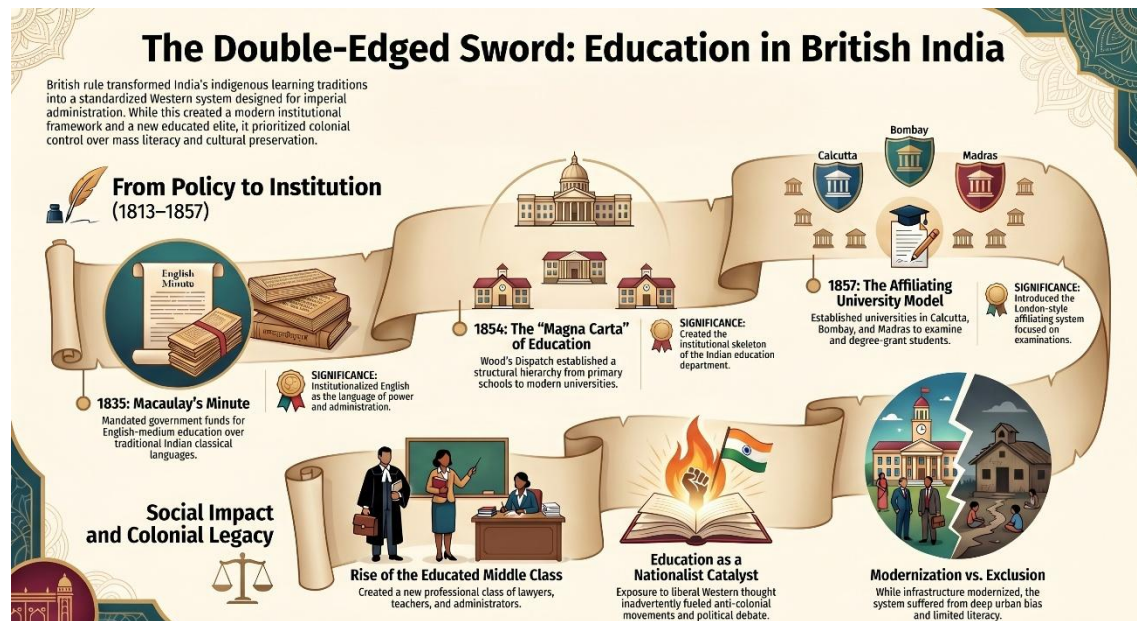 The Double-Edged Sword: Education in British India
British rule transformed India's indigenous learning traditions
into a standardized Western system designed for imperial
administration. While this created a modern institutional
framework and a new educated elite, it prioritized colonial
control over mass literacy and cultural preservation.
From Policy to Institution
(1813–1857)
English
Minute
1835: Macaulay's Minute
Mandated government funds for
English-medium education over
traditional Indian classical
languages.
SIGNIFICANCE:
Institutionalized English
as the language of power
and administration.
1854: The "Magna Carta"
of Education
Wood's Dispatch established a
structural hierarchy from primary
schools to modern universities.
SIGNIFICANCE:
Created the
institutional skeleton
of the Indian education
department.
Calcutta
Bombay
Madras
1857: The Affiliating
University Model
Established universities in Calcutta,
Bombay, and Madras to examine
and degree-grant students.
SIGNIFICANCE:
Introduced the
London-style
affiliating system
focused on
examinations.
Social Impact
and Colonial Legacy
Rise of the Educated Middle Class
Created a new professional class of lawyers,
teachers, and administrators.
Education as a
Nationalist Catalyst
Exposure to liberal Western thought
inadvertently fueled anti-colonial
movements and political debate.
Modernization vs. Exclusion
While infrastructure modernized, the
system suffered from deep urban bias
and limited literacy.